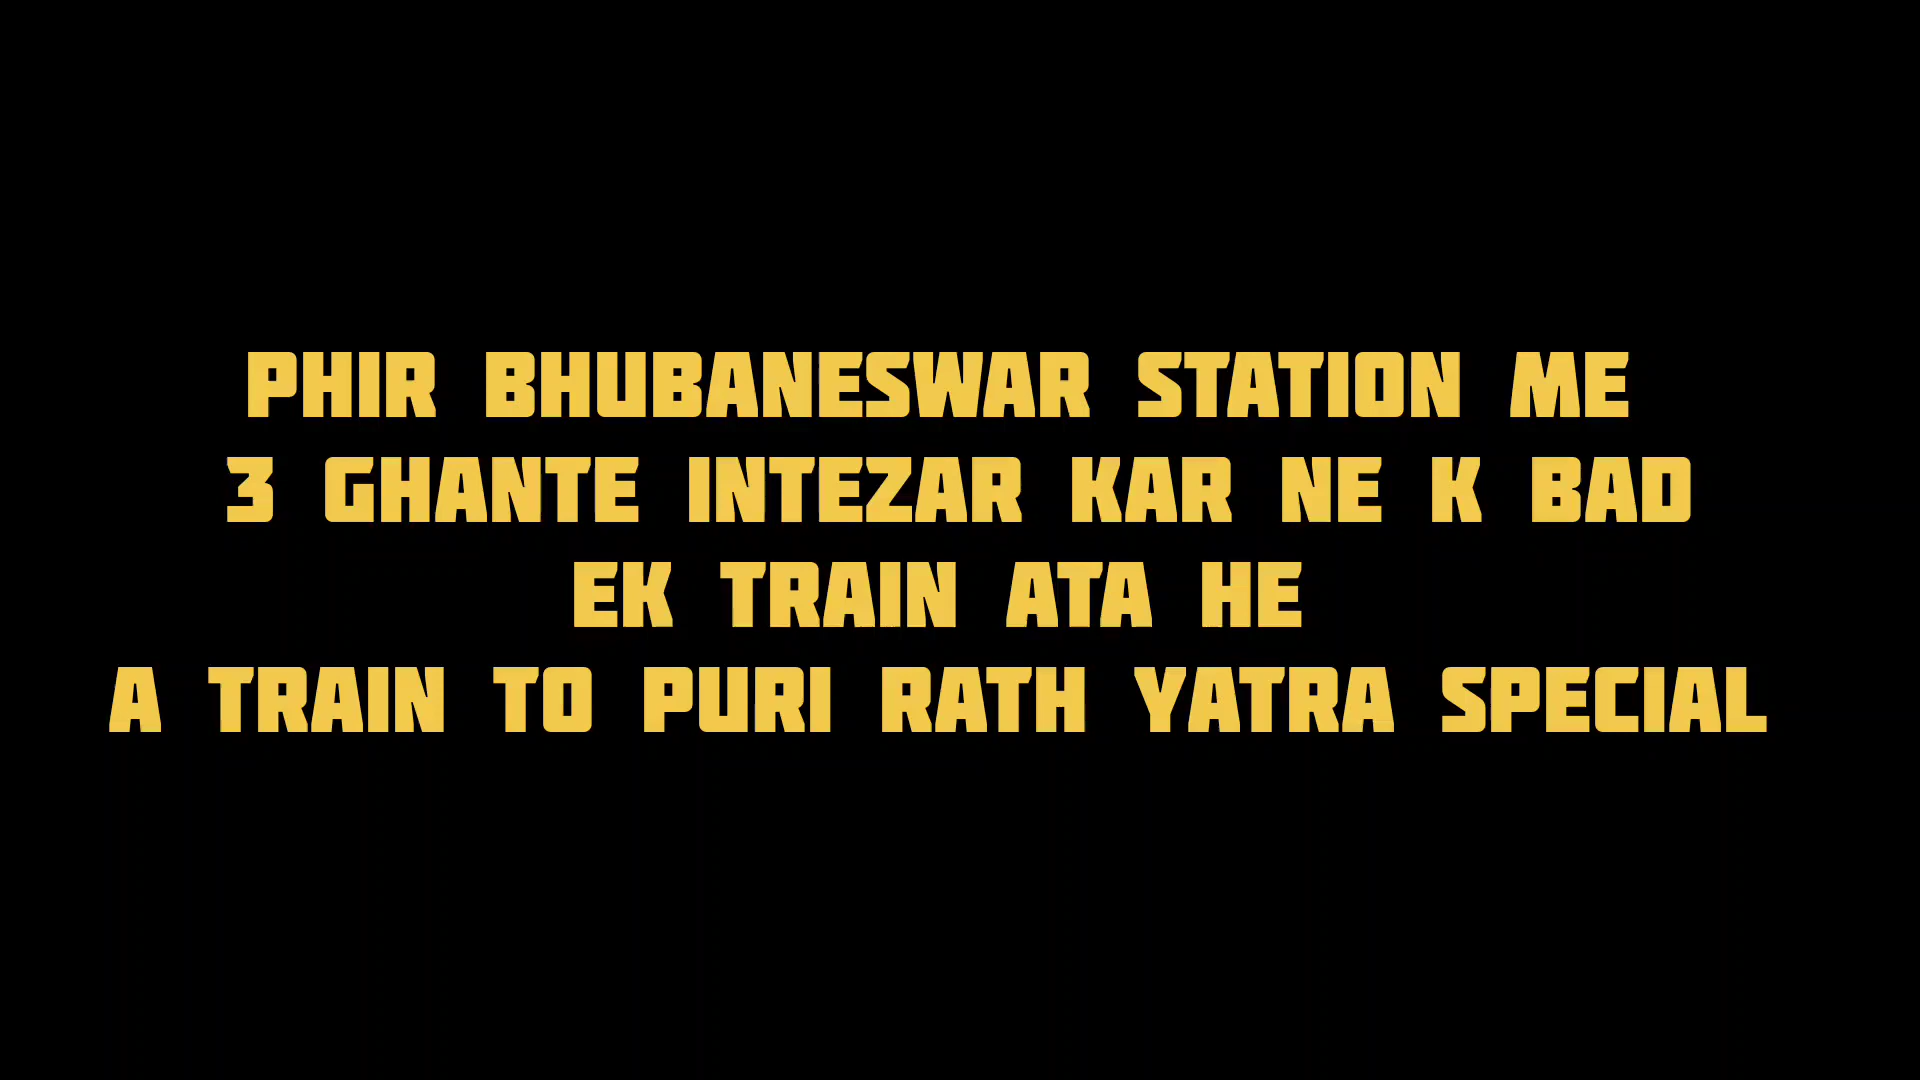 PHIR BHUBANESWAR STATION ME
3 GHANTE INTEZAR KAR NE K BAD
EK TRAIN ATA HE
A TRAIN TO PURI RATH YATRA SPECIAL